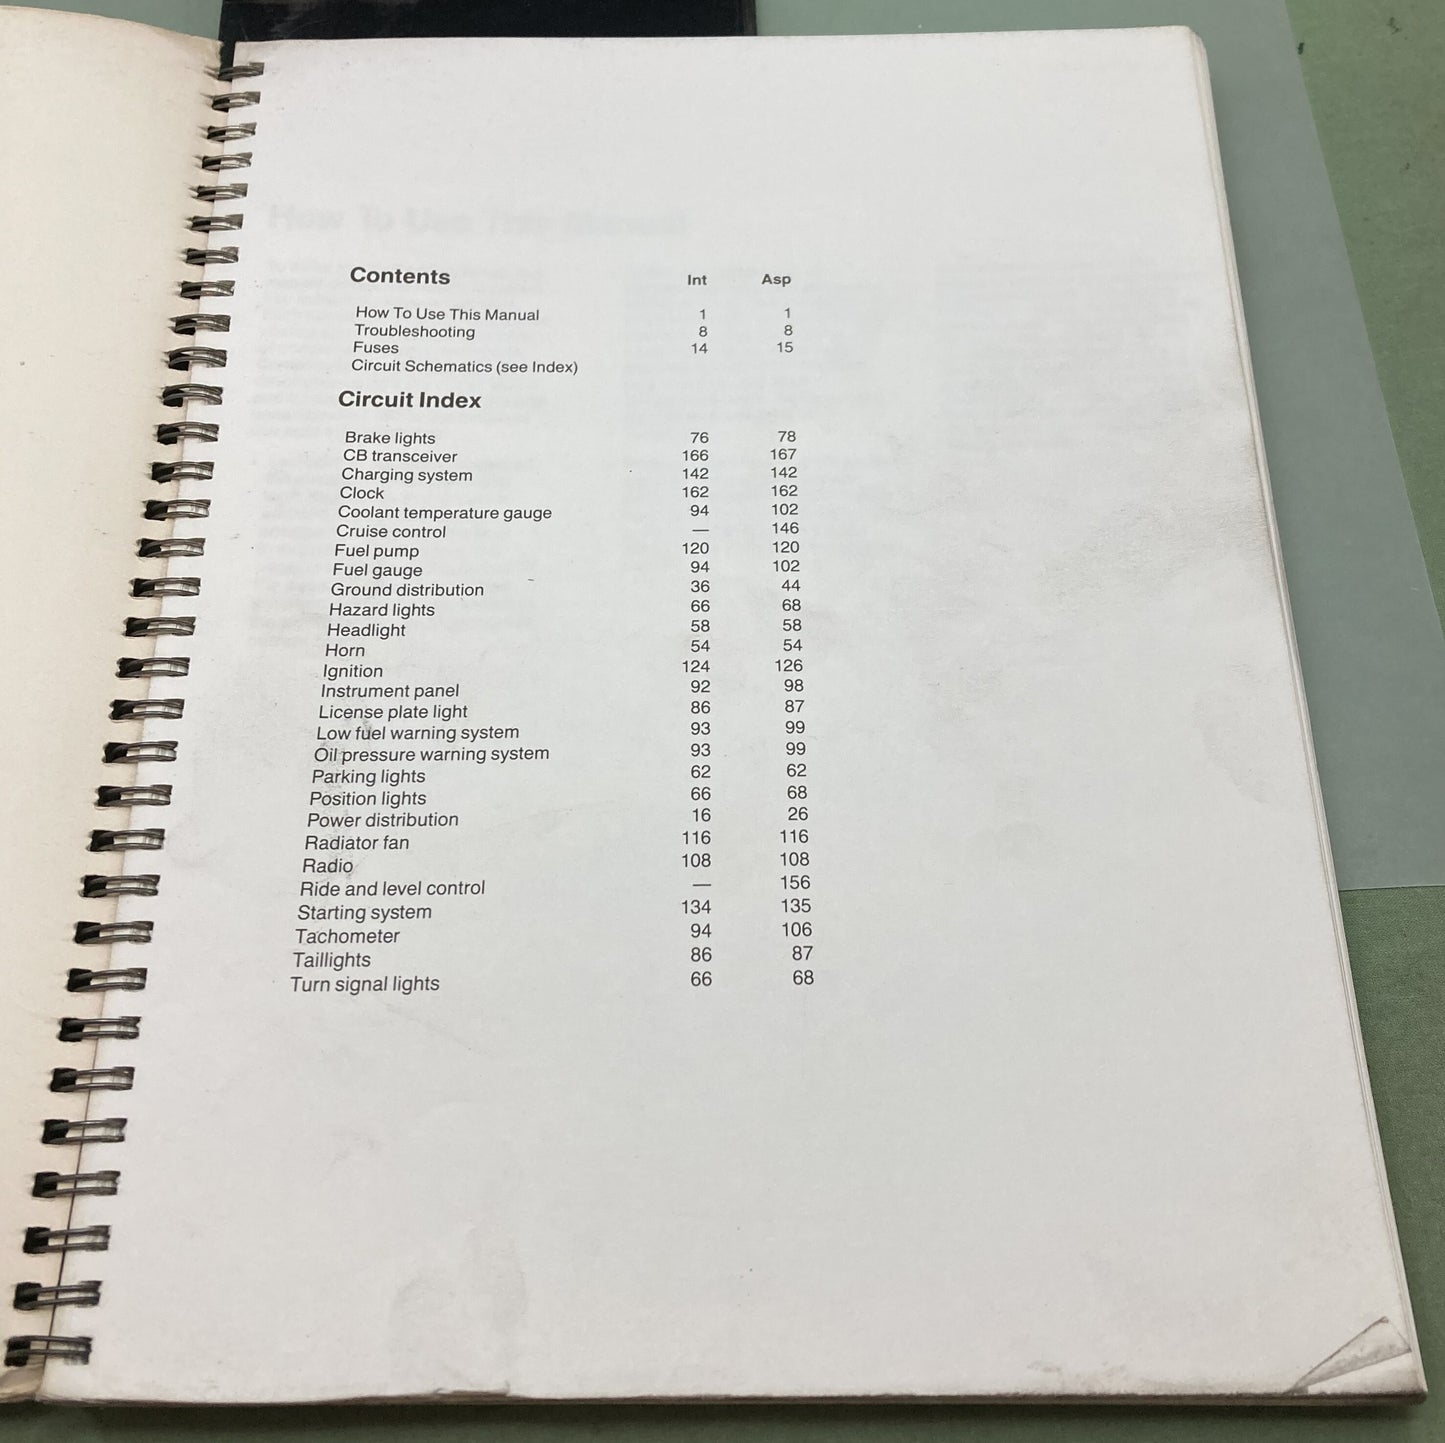 How To Use This Manual
Contents Int Asp
How To Use This Manual 1 1
Troubleshooting 8 8
Fuses 14 15
Circuit Schematics (see Index)
Circuit Index
Brake lights 76 78
CB transceiver 166 167
Charging system 142 142
Clock 162 162
Coolant temperature gauge 94 102
Cruise control — 146
Fuel pump 120 120
Fuel gauge 94 102
Ground distribution 36 44
Hazard lights 66 68
Headlight 58 58
Horn 54 54
Ignition 124 126
Instrument panel 92 98
License plate light 86 87
Low fuel warning system 93 99
Oil pressure warning system 93 99
Parking lights 62 62
Position lights 66 68
Power distribution 16 26
Radiator fan 116 116
Radio 108 108
Ride and level control — 156
Starting system 134 135
Tachometer 94 106
Taillights 86 87
Turn signal lights 66 68